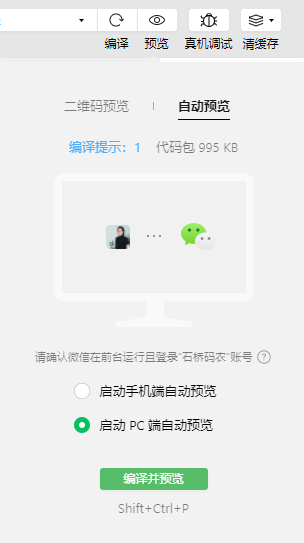 编译 预览 真机调试 清缓存
二维码预览 | 自动预览
编译提示：1 代码包 995 KB
请确认微信在前台运行且登录“石桥码农”账号 ?
启动手机端自动预览
启动 PC 端自动预览
编译并预览
Shift+Ctrl+P